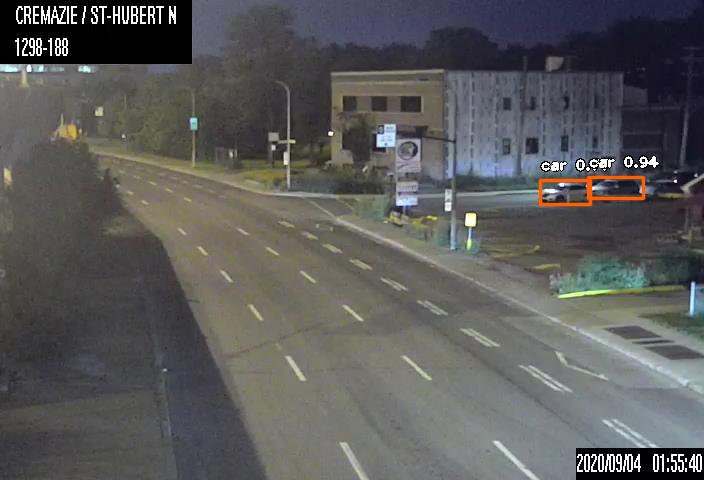 CREMAZIE / ST-HUBERT N
1298-188
car 0.
car 0.94
2020/09/04 01:55:40